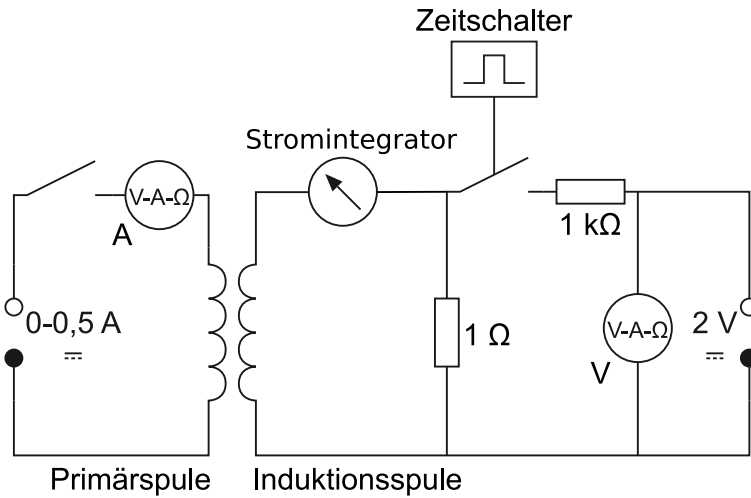 Zeitschalter
Stromintegrator
V-A-Ω
A
1 kΩ
0-0,5 A
1 Ω
V-A-Ω
2 V
V
Primärspule
Induktionsspule